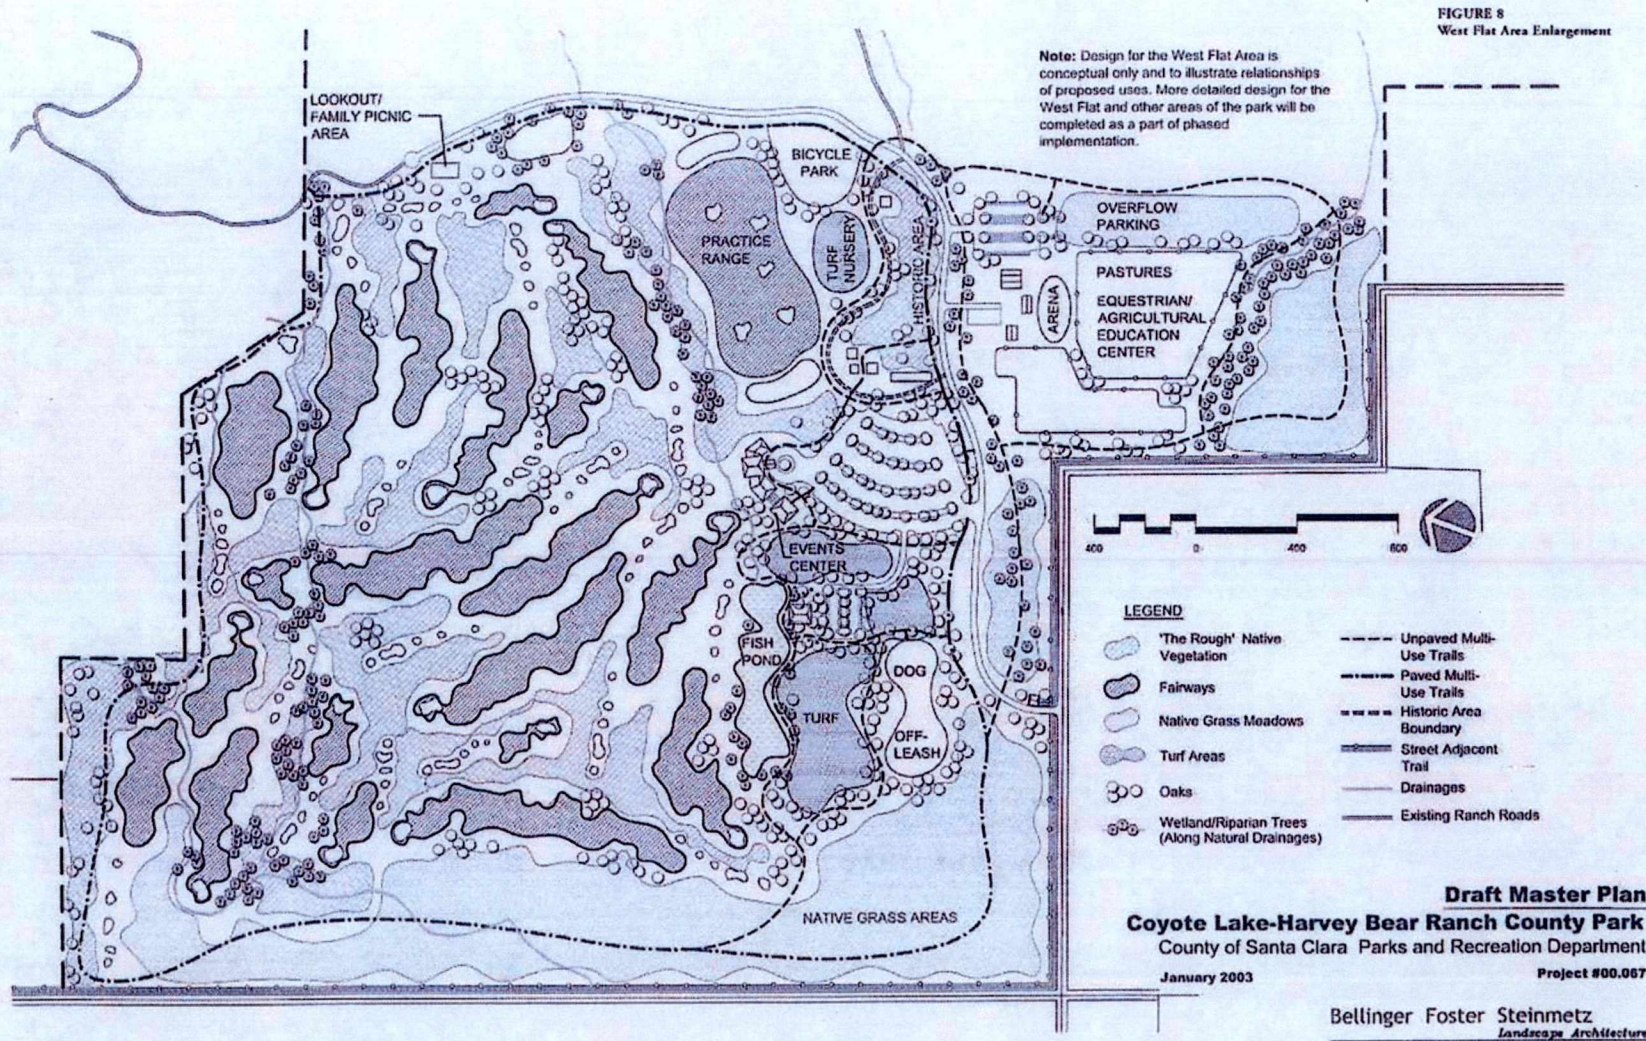 FIGURE 8
West Flat Area Enlargement
Note: Design for the West Flat Area is
conceptual only and to illustrate relationships
of proposed uses. More detailed design for the
West Flat and other areas of the park will be
completed as a part of phased
implementation.
LOOKOUT/
FAMILY PICNIC
AREA
BICYCLE
PARK
PRACTICE
RANGE
TURF
NURSERY
HISTORIC AREA
OVERFLOW
PARKING
PASTURES
ARENA
EQUESTRIAN/
AGRICULTURAL
EDUCATION
CENTER
EVENTS
CENTER
FISH
POND
TURF
DOG
OFF-
LEASH
NATIVE GRASS AREAS
400 0 400 800
LEGEND
'The Rough' Native
Vegetation
Fairways
Native Grass Meadows
Turf Areas
Oaks
Wetland/Riparian Trees
(Along Natural Drainages)
Unpaved Multi-
Use Trails
Paved Multi-
Use Trails
Historic Area
Boundary
Street Adjacent
Trail
Drainages
Existing Ranch Roads
Draft Master Plan
Coyote Lake-Harvey Bear Ranch County Park
County of Santa Clara Parks and Recreation Department
January 2003
Project #00.067
Bellinger Foster Steinmetz
Landscape Architecture